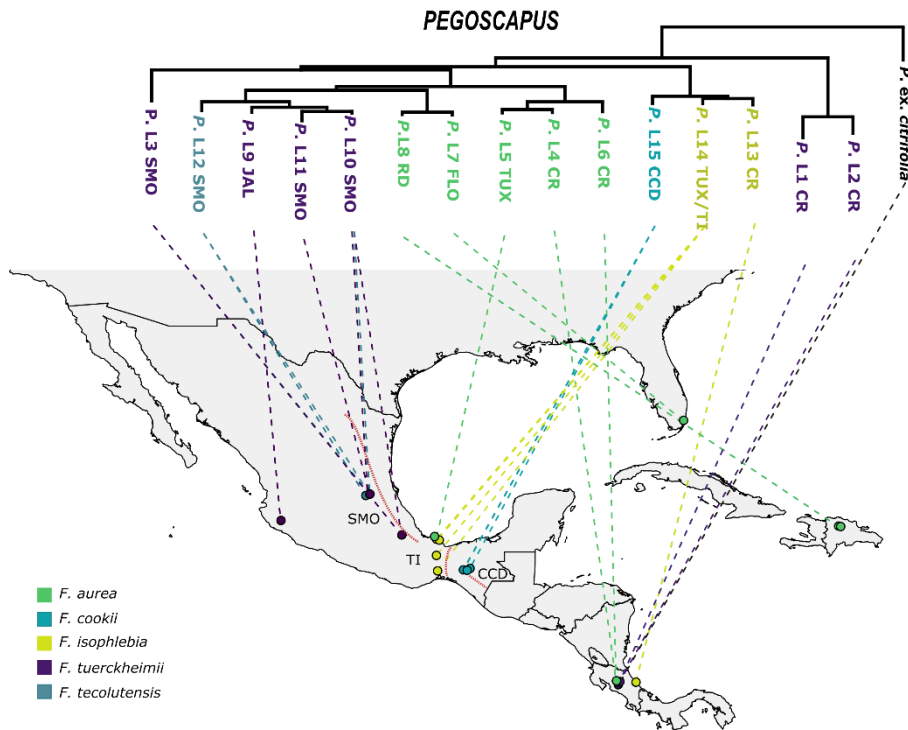 PEGOSCAPUS
P. L3 SMO
P. L12 SMO
P. L9 JAL
P. L11 SMO
P. L10 SMO
P.L8 RD
P. L7 FLO
P. L5 TUX
P. L4 CR
P. L6 CR
P. L15 CCD
P. L14 TUX/TI
P. L13 CR
P. L1 CR
P. L2 CR
P. ex. citrifolia
SMO
TI
CCD
F. aurea
F. cookii
F. isophlebia
F. tuerckheimii
F. tecolutensis